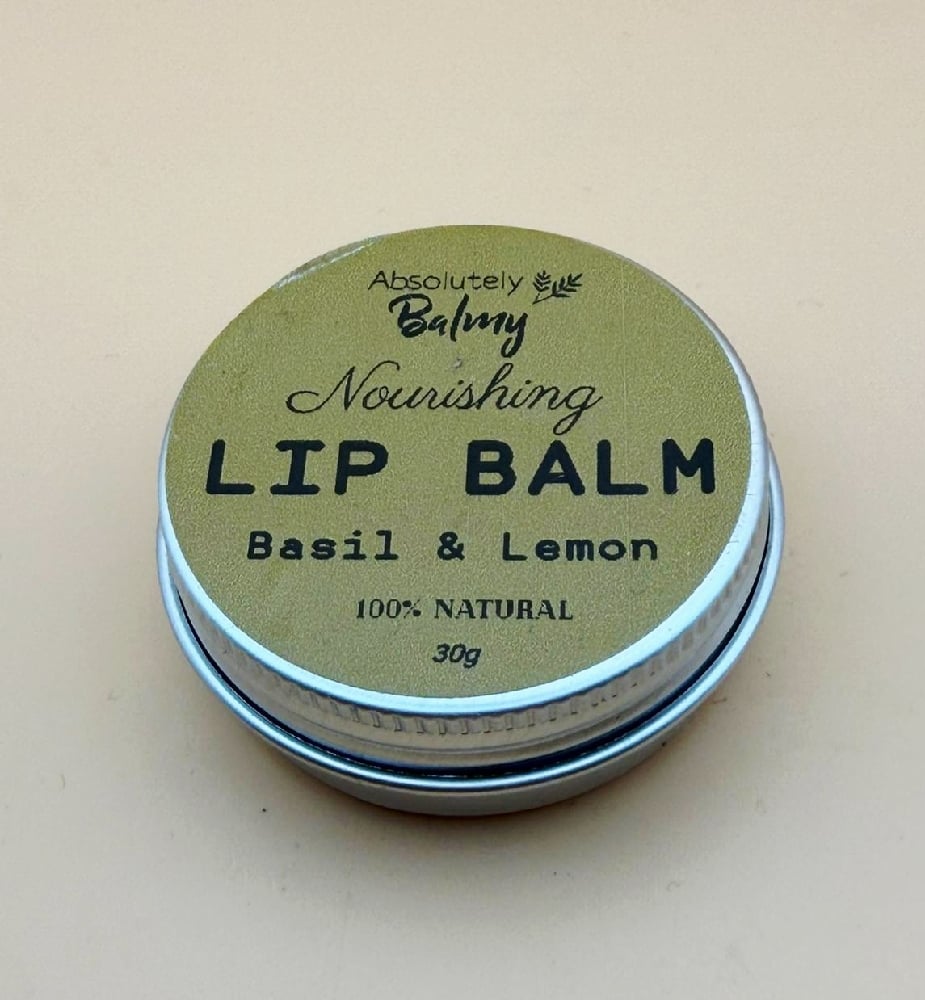 Absolutely
Balmy
Nourishing
LIP BALM
Basil & Lemon
100% NATURAL
30g